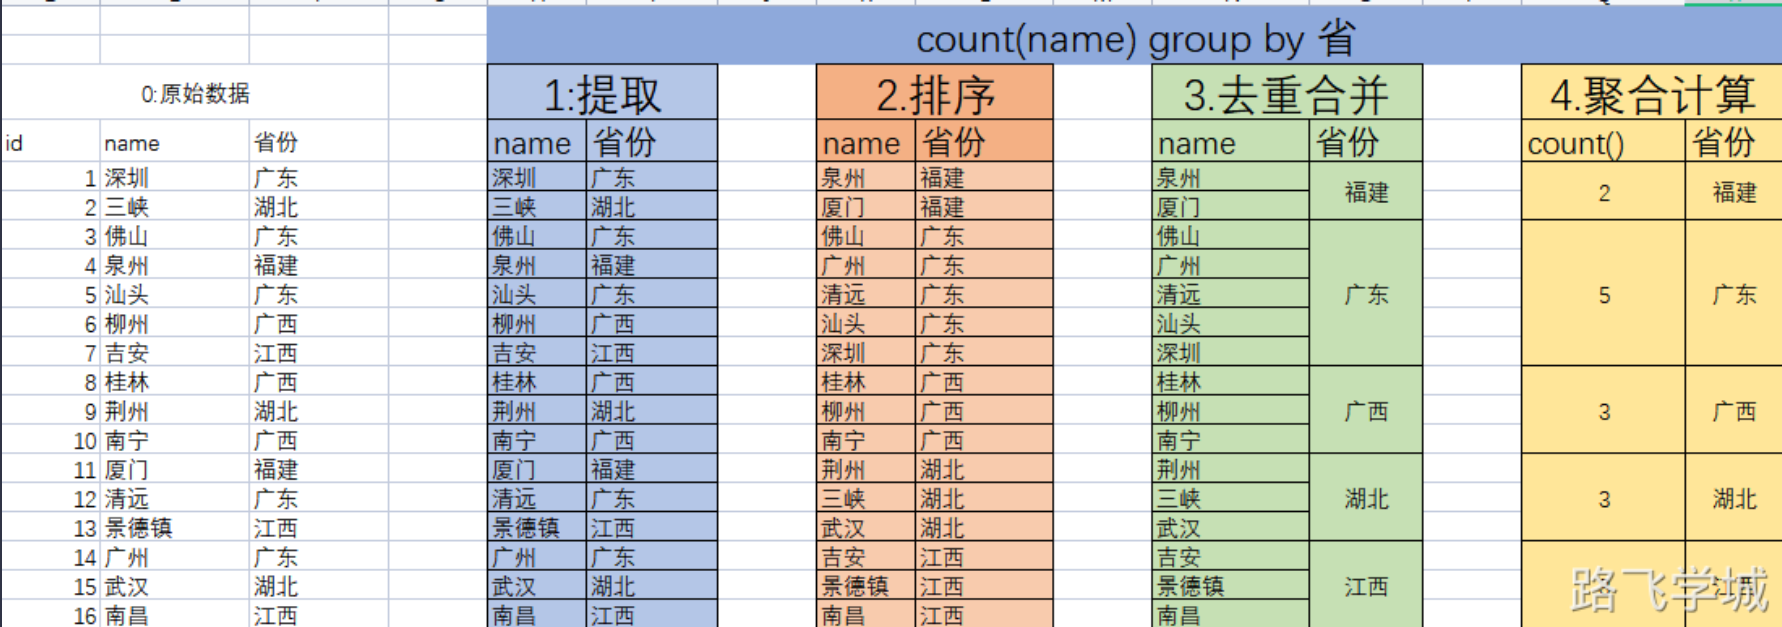 count(name) group by 省
0:原始数据 1:提取 2.排序 3.去重合并 4.聚合计算
id name 省份 name 省份 name 省份 name 省份 count() 省份
1 深圳 广东 深圳 广东 泉州 福建 泉州 福建 2 福建
2 三峡 湖北 三峡 湖北 厦门 福建 厦门
3 佛山 广东 佛山 广东 佛山 广东 佛山
4 泉州 福建 泉州 福建 广州 广东 广州
5 汕头 广东 汕头 广东 清远 广东 清远 广东 5 广东
6 柳州 广西 柳州 广西 汕头 广东 汕头
7 吉安 江西 吉安 江西 深圳 广东 深圳
8 桂林 广西 桂林 广西 桂林 广西 桂林
9 荆州 湖北 荆州 湖北 柳州 广西 柳州 广西 3 广西
10 南宁 广西 南宁 广西 南宁 广西 南宁
11 厦门 福建 厦门 福建 荆州 湖北 荆州
12 清远 广东 清远 广东 三峡 湖北 三峡 湖北 3 湖北
13 景德镇 江西 景德镇 江西 武汉 湖北 武汉
14 广州 广东 广州 广东 吉安 江西 吉安
15 武汉 湖北 武汉 湖北 景德镇 江西 景德镇 江西
16 南昌 江西 南昌 江西 南昌 江西 南昌
路飞学城